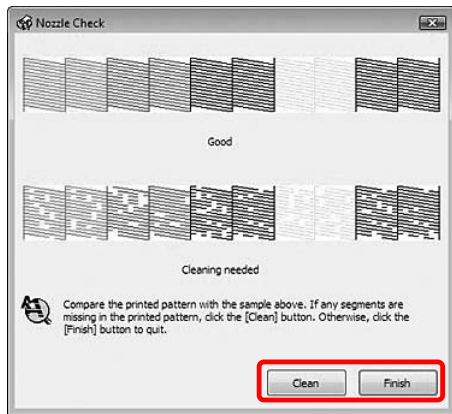 Nozzle Check
Good
Cleaning needed
Compare the printed pattern with the sample above. If any segments are
missing in the printed pattern, click the [Clean] button. Otherwise, click the
[Finish] button to quit.
Clean Finish